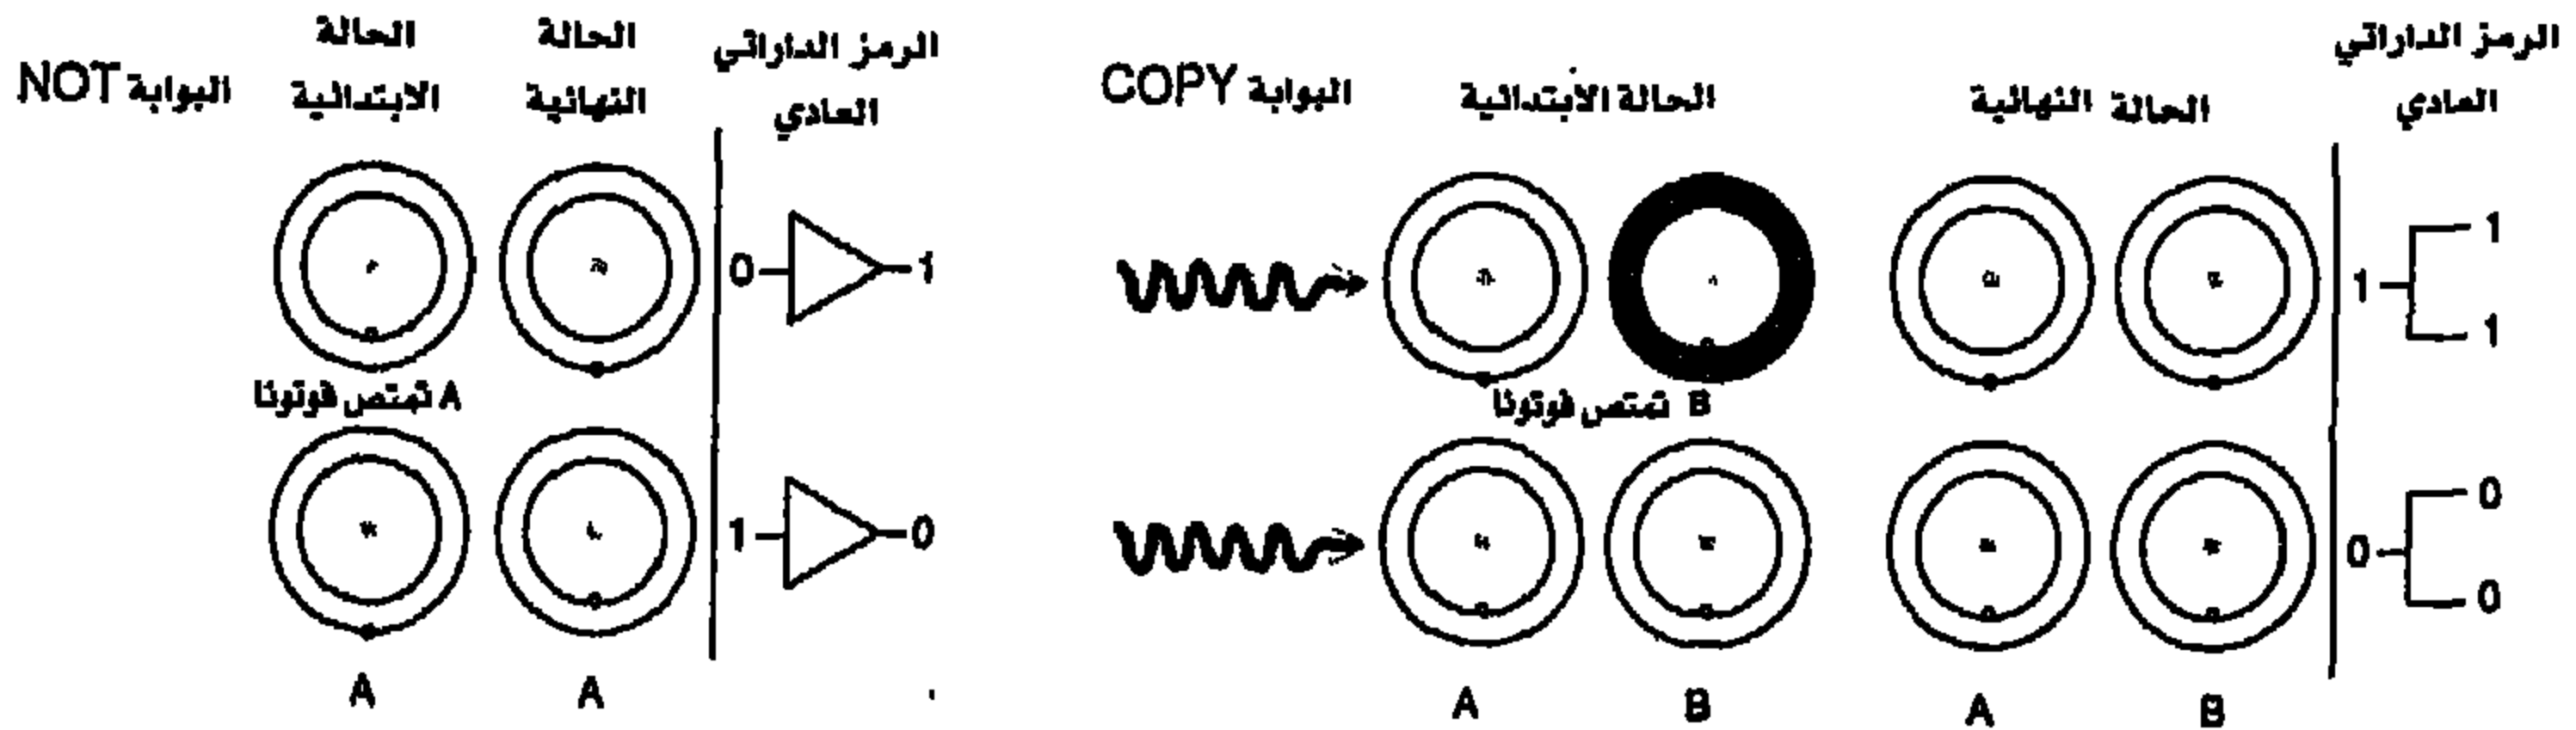 البوابة NOT
الحالة الابتدائية
الحالة النهائية
الرمز الداراتي العادي
0 1
A تمتص فوتونا
1 0
A A
البوابة COPY
الحالة الابتدائية
الحالة النهائية
الرمز الداراتي العادي
1 1 1
B تمتص فوتونا
0 0 0
A B A B